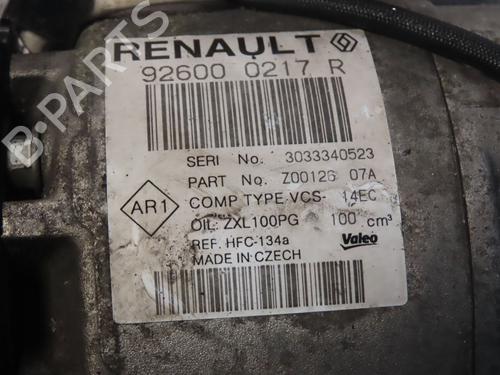 RENAULT
92600 0217 R
SERI No. 3033340523
PART No. Z00126 07A
COMP TYPE VCS- 14EC
OIL: ZXL100PG 100 cm³
REF. HFC-134a
MADE IN CZECH
AR1
Valeo
B-PARTS